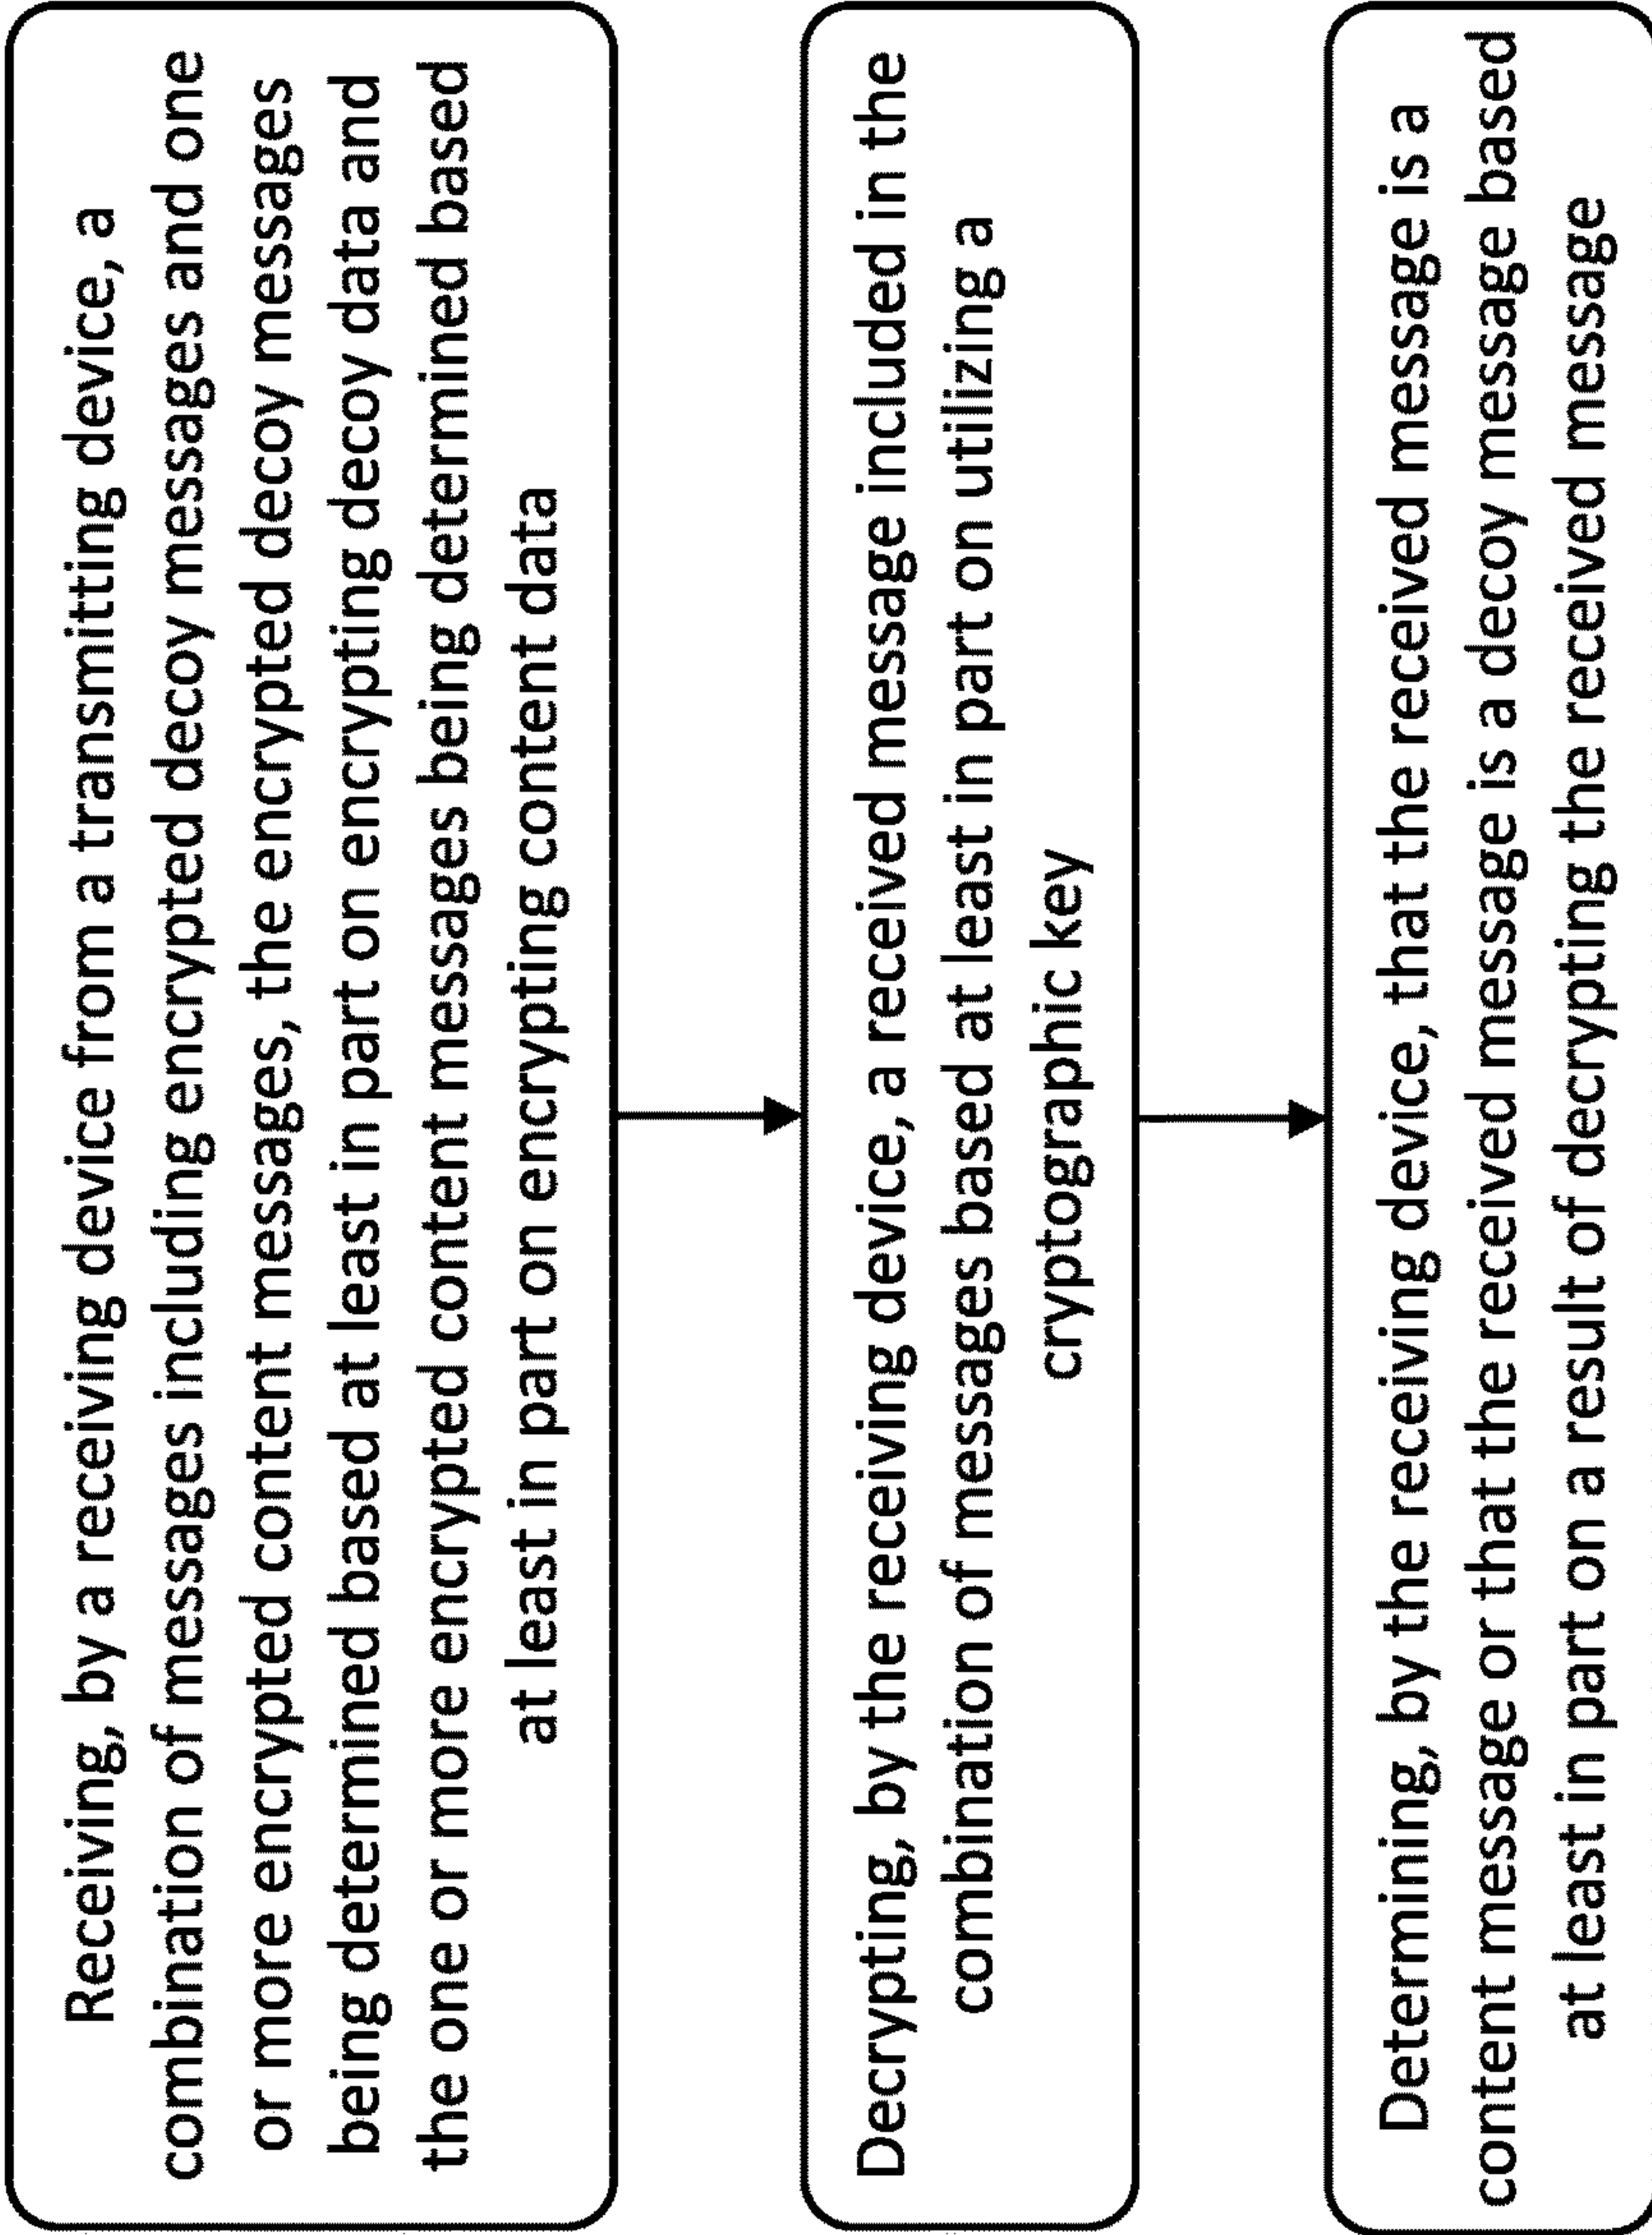 Receiving, by a receiving device from a transmitting device, a
combination of messages including encrypted decoy messages and one
or more encrypted content messages, the encrypted decoy messages
being determined based at least in part on encrypting decoy data and
the one or more encrypted content messages being determined based
at least in part on encrypting content data
Decrypting, by the receiving device, a received message included in the
combination of messages based at least in part on utilizing a
cryptographic key
Determining, by the receiving device, that the received message is a
content message or that the received message is a decoy message based
at least in part on a result of decrypting the received message